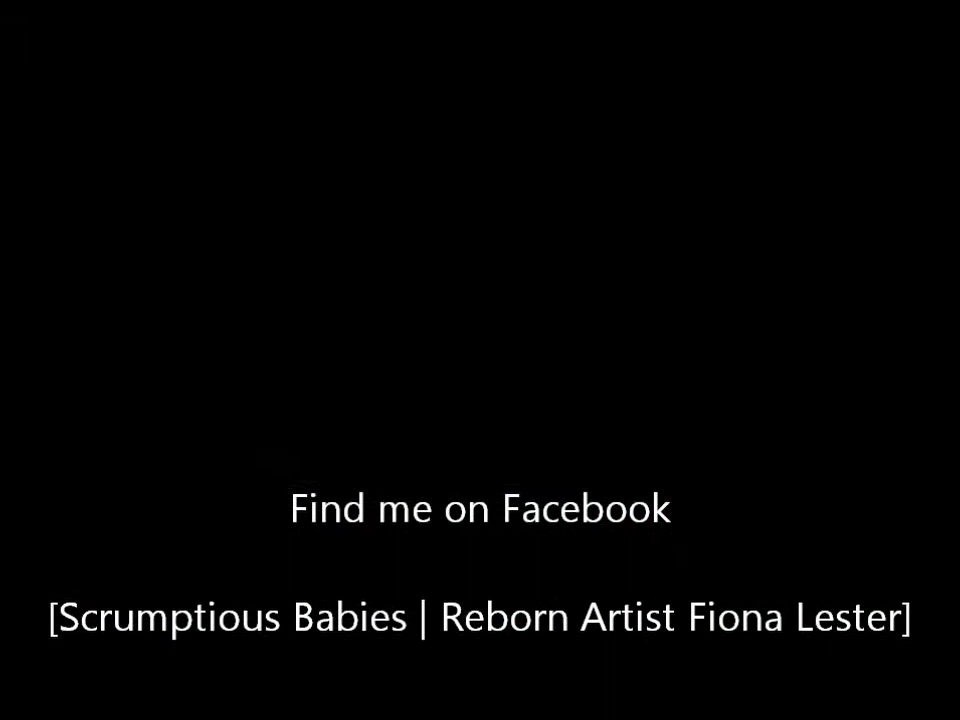 Find me on Facebook
[Scrumptious Babies | Reborn Artist Fiona Lester]